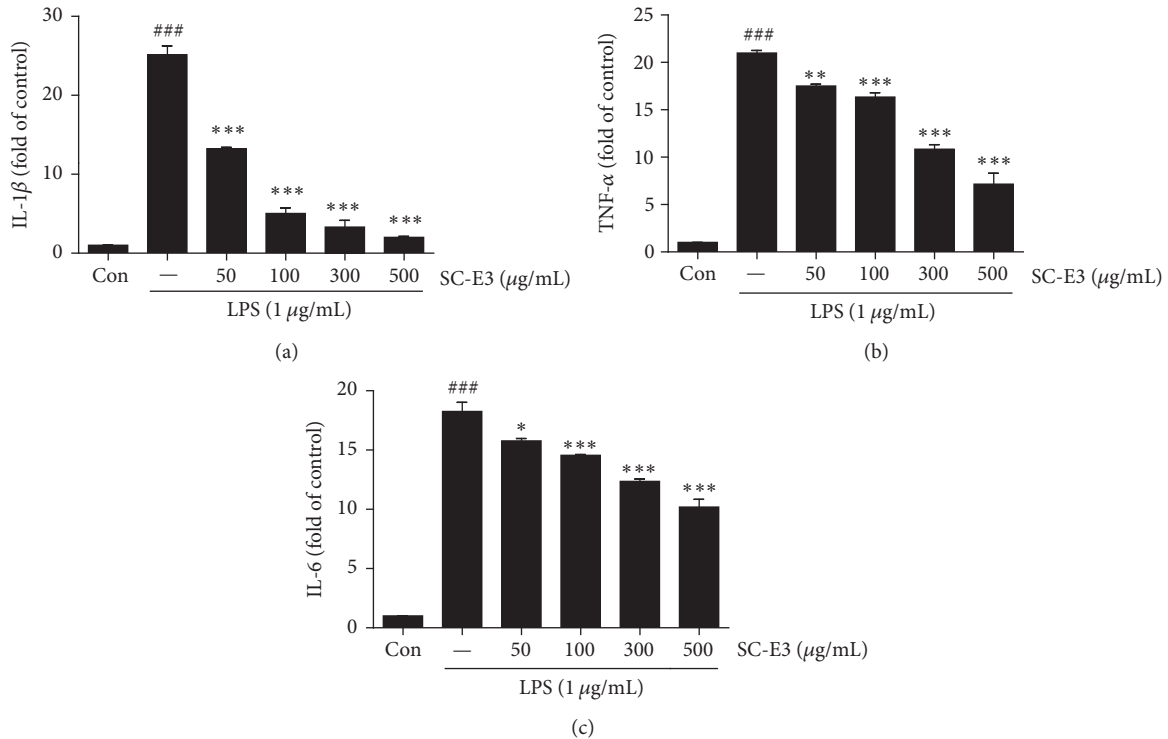 IL-1β (fold of control)
30
20
10
0
###
***
***
***
***
Con — 50 100 300 500 SC-E3 (μg/mL)
LPS (1 μg/mL)
(a)
TNF-α (fold of control)
25
20
15
10
5
0
###
**
***
***
***
Con — 50 100 300 500 SC-E3 (μg/mL)
LPS (1 μg/mL)
(b)
IL-6 (fold of control)
20
15
10
5
0
###
*
***
***
***
Con — 50 100 300 500 SC-E3 (μg/mL)
LPS (1 μg/mL)
(c)